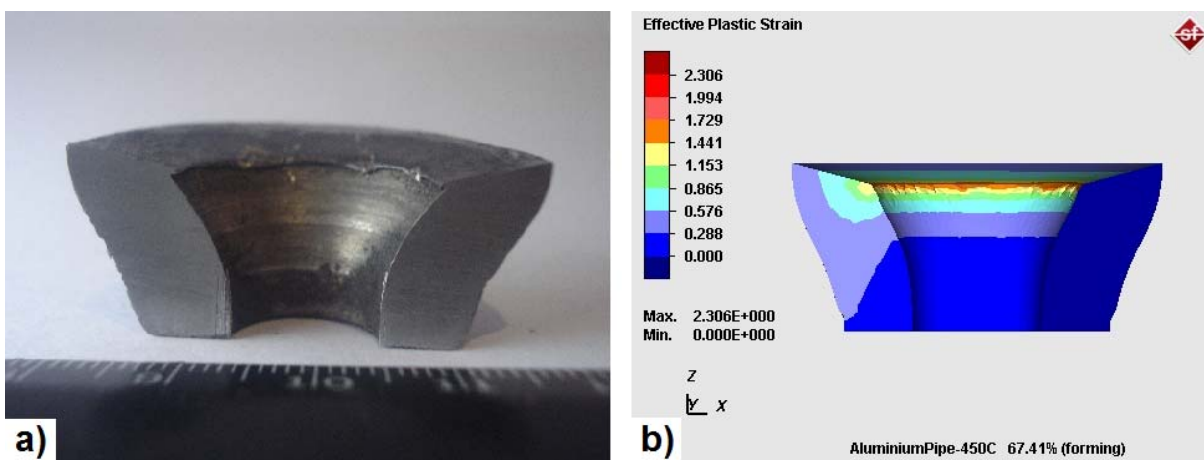 a)
Effective Plastic Strain
sf
2.306
1.994
1.729
1.441
1.153
0.865
0.576
0.288
0.000
Max. 2.306E+000
Min. 0.000E+000
Z
Y X
b)
AluminiumPipe-450C 67.41% (forming)